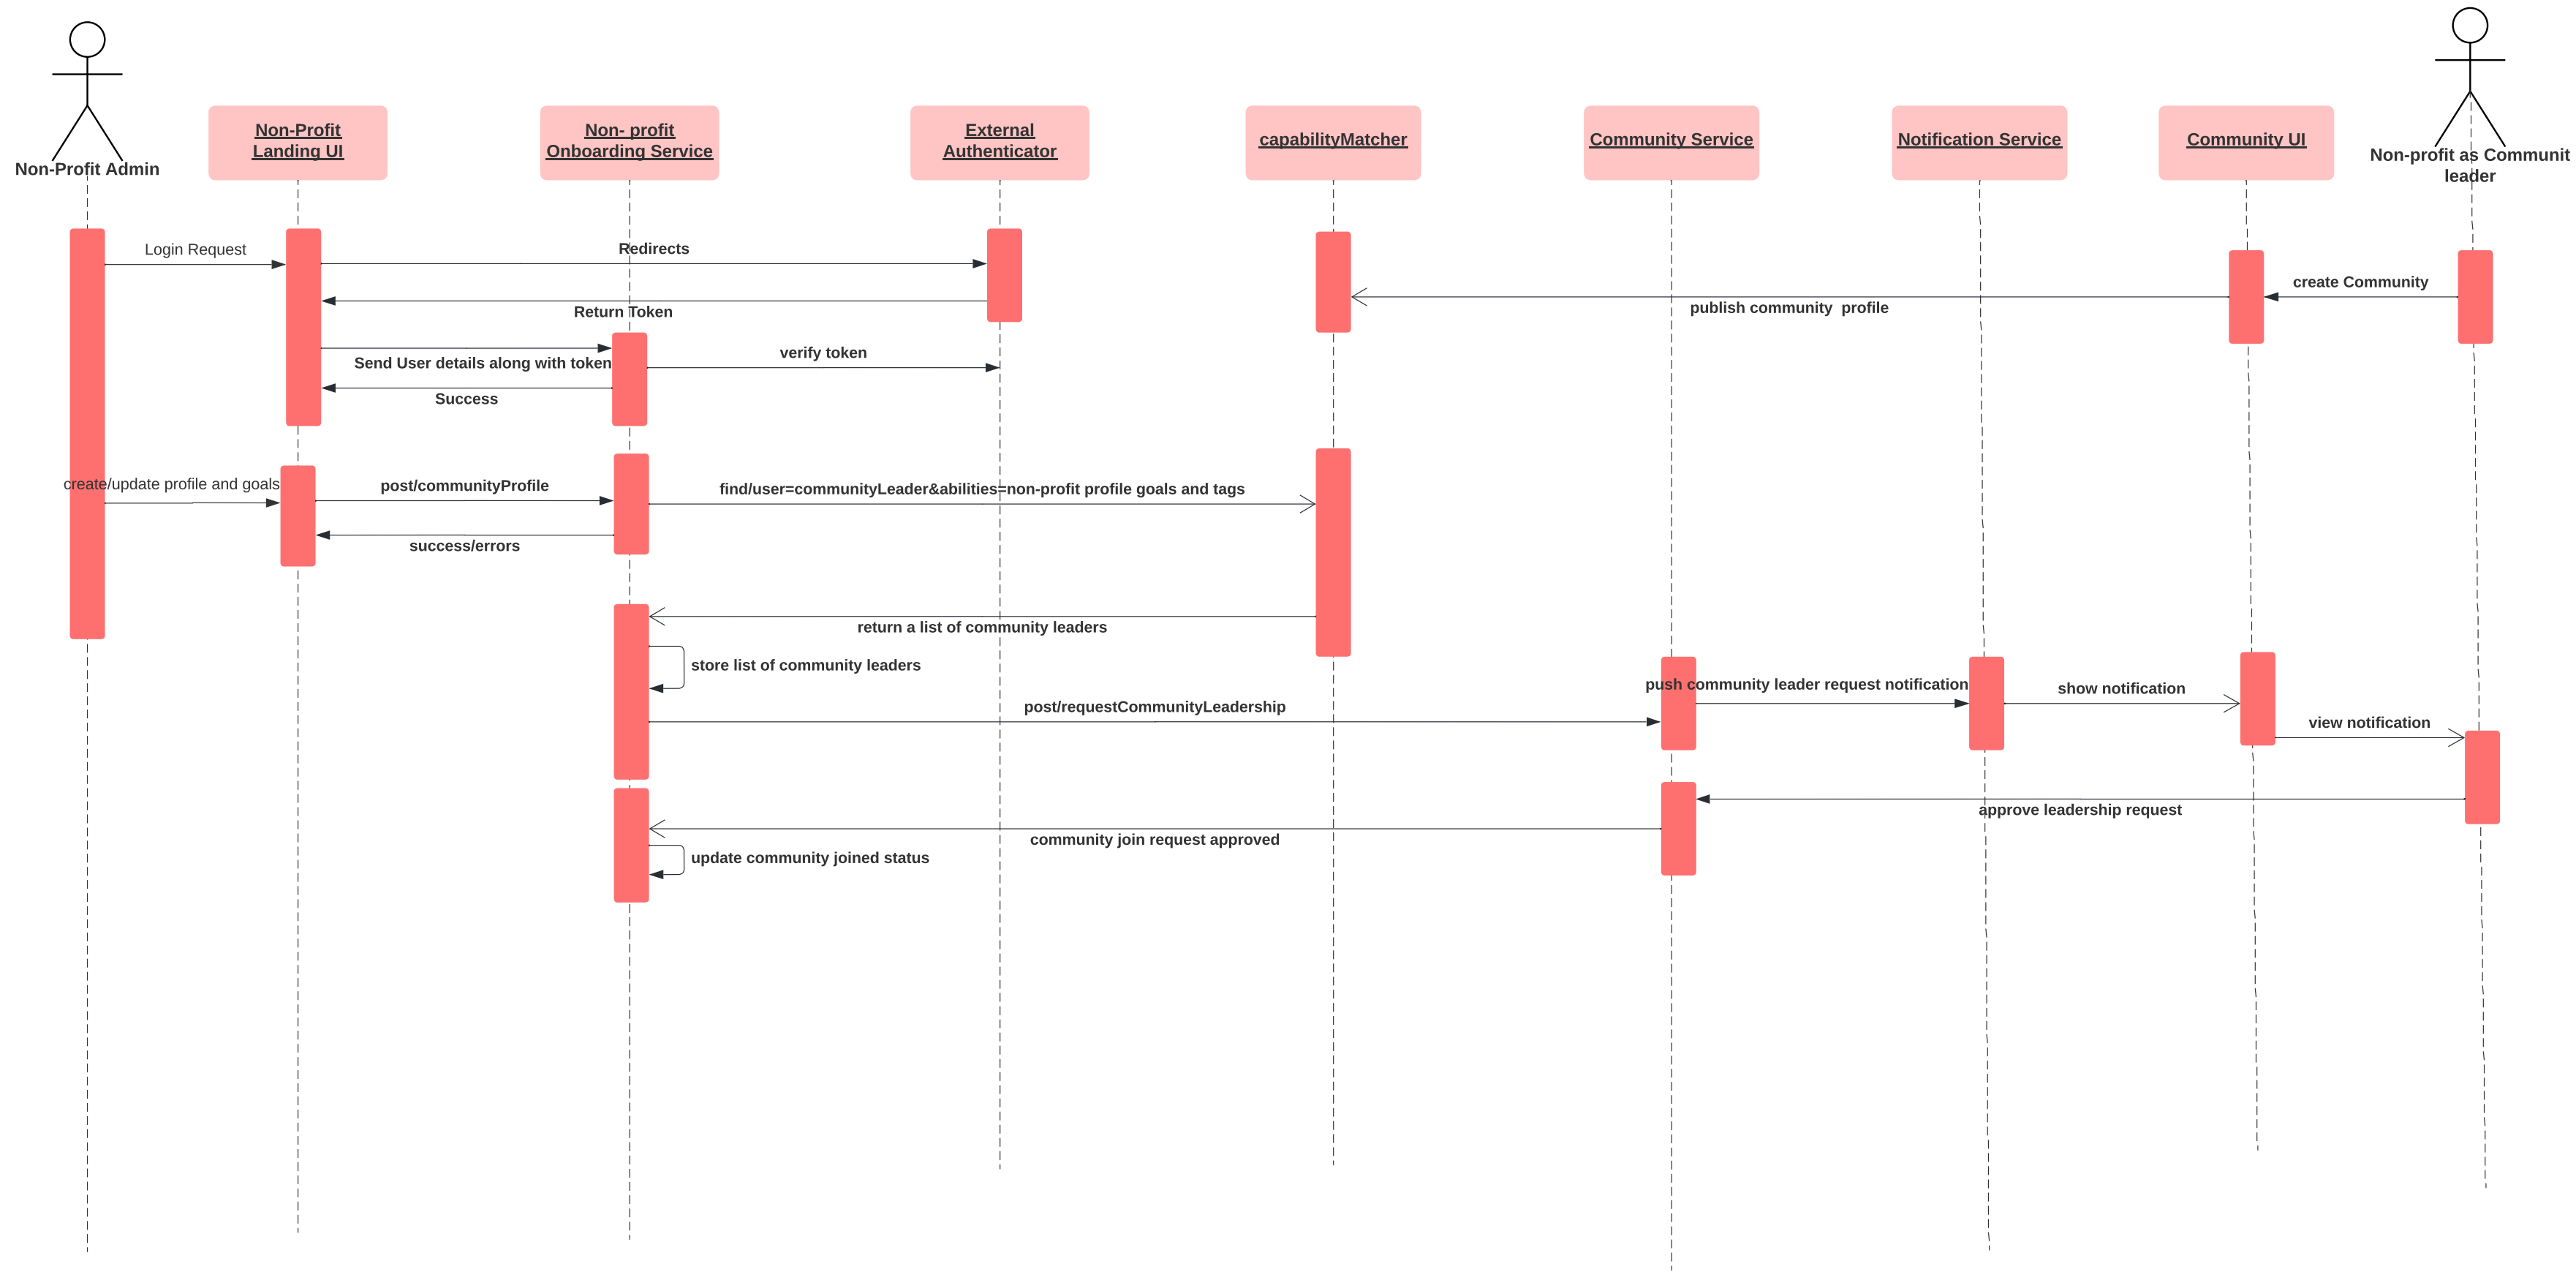 Non-Profit Admin
Non-Profit
Landing UI
Non- profit
Onboarding Service
External
Authenticator
capabilityMatcher
Community Service
Notification Service
Community UI
Non-profit as Communit
leader
Login Request
Redirects
create Community
Return Token
publish community  profile
Send User details along with token
verify token
Success
create/update profile and goals
post/communityProfile
find/user=communityLeader&abilities=non-profit profile goals and tags
success/errors
return a list of community leaders
store list of community leaders
push community leader request notification
show notification
post/requestCommunityLeadership
view notification
approve leadership request
community join request approved
update community joined status